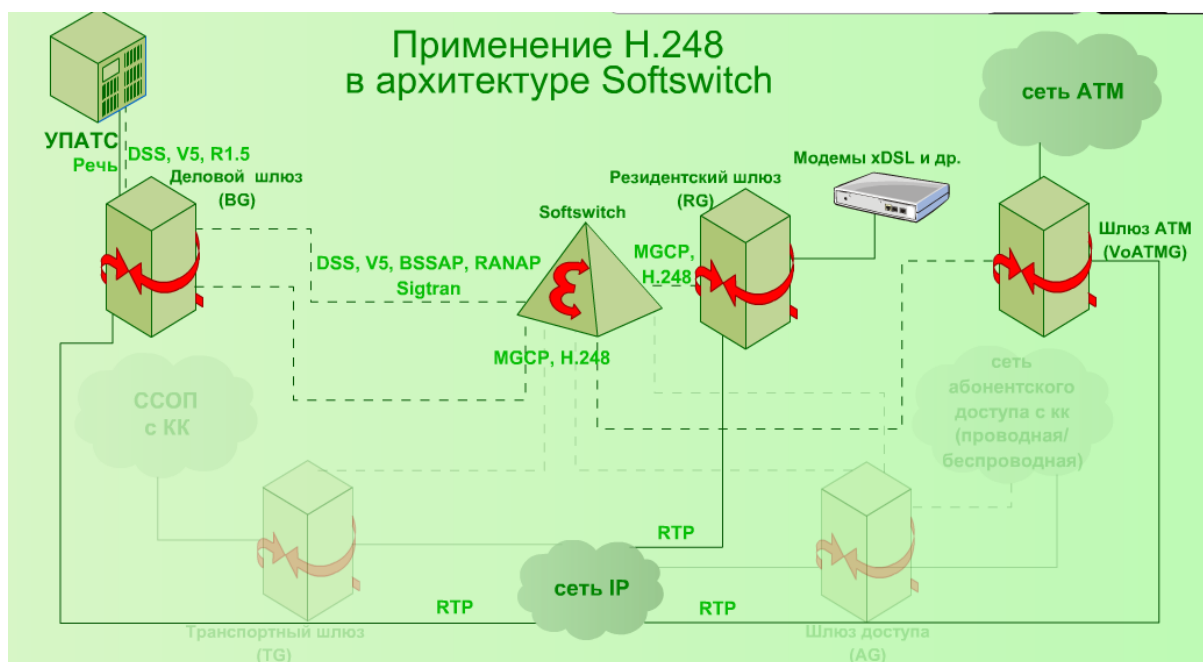 Применение H.248
в архитектуре Softswitch
сеть ATM
УПАТС
Речь
DSS, V5, R1.5
Деловой шлюз
(BG)
Модемы xDSL и др.
Резидентский шлюз
(RG)
Softswitch
Шлюз ATM
(VoATMG)
DSS, V5, BSSAP, RANAP
Sigtran
MGCP,
H.248
MGCP, H.248
ССОП
с КК
сеть
абонентского
доступа с кк
(проводная/
беспроводная)
RTP
сеть IP
RTP
RTP
Транспортный шлюз
(TG)
Шлюз доступа
(AG)